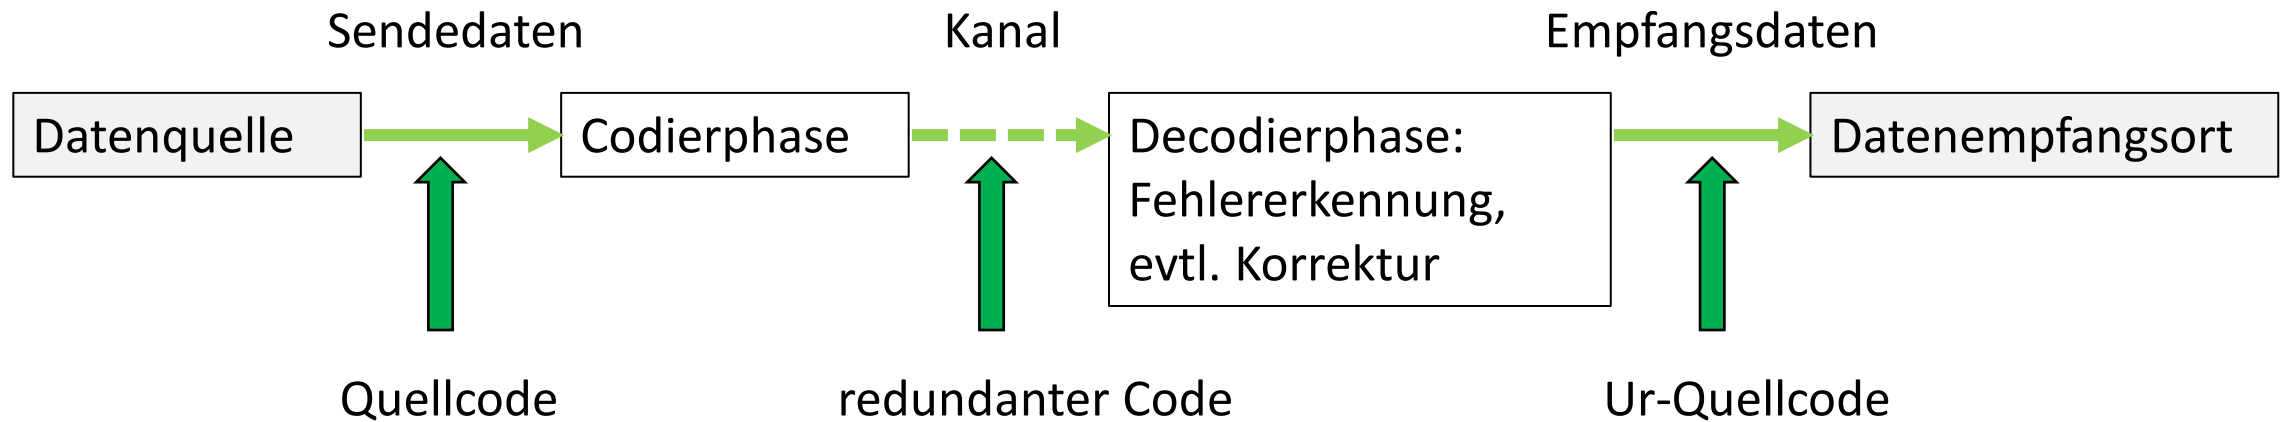 Sendedaten
Kanal
Empfangsdaten
Datenquelle
Codierphase
Decodierphase:
Fehlererkennung,
evtl. Korrektur
Datenempfangsort
Quellcode
redundanter Code
Ur-Quellcode